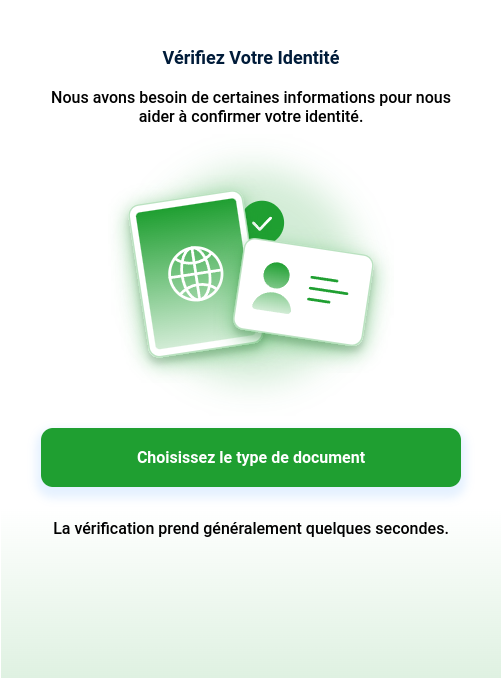 Vérifiez Votre Identité
Nous avons besoin de certaines informations pour nous
aider à confirmer votre identité.
Choisissez le type de document
La vérification prend généralement quelques secondes.